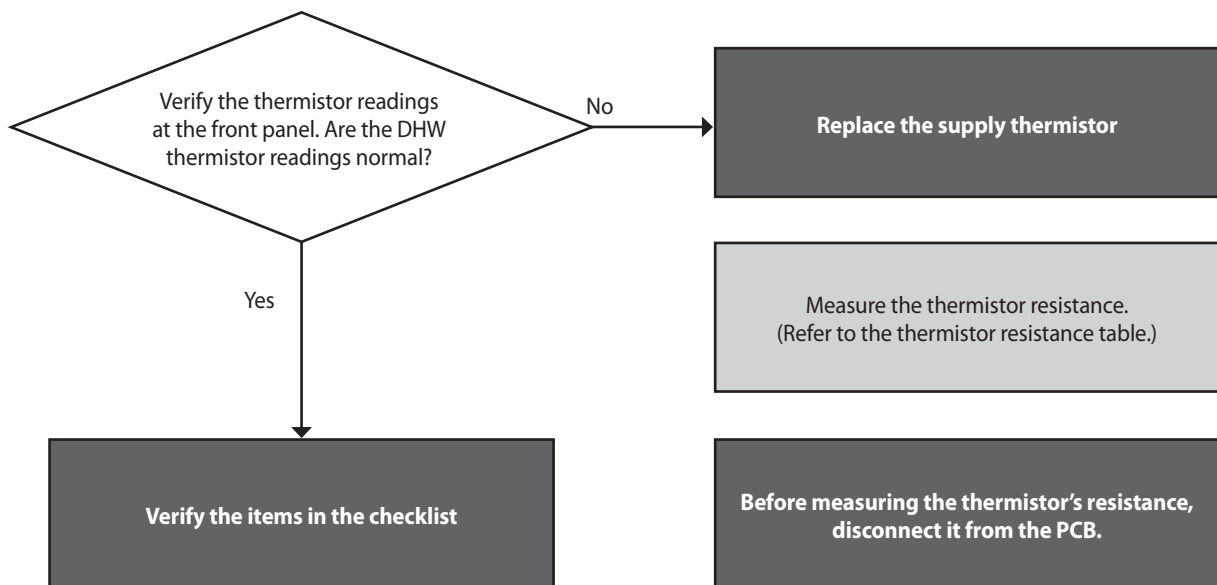 Verify the thermistor readings
at the front panel. Are the DHW
thermistor readings normal?
No
Replace the supply thermistor
Measure the thermistor resistance.
(Refer to the thermistor resistance table.)
Yes
Verify the items in the checklist
Before measuring the thermistor’s resistance,
disconnect it from the PCB.